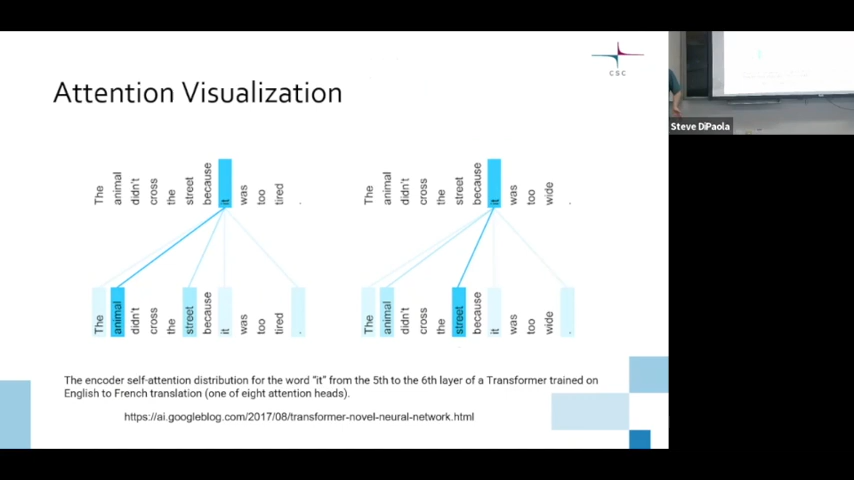 CSC
Steve DiPaola
Attention Visualization
The animal didn't cross the street because it was too tired .
The animal didn't cross the street because it was too wide .
The animal didn't cross the street because it was too tired .
The animal didn't cross the street because it was too wide .
The encoder self-attention distribution for the word "it" from the 5th to the 6th layer of a Transformer trained on
English to French translation (one of eight attention heads).
https://ai.googleblog.com/2017/08/transformer-novel-neural-network.html